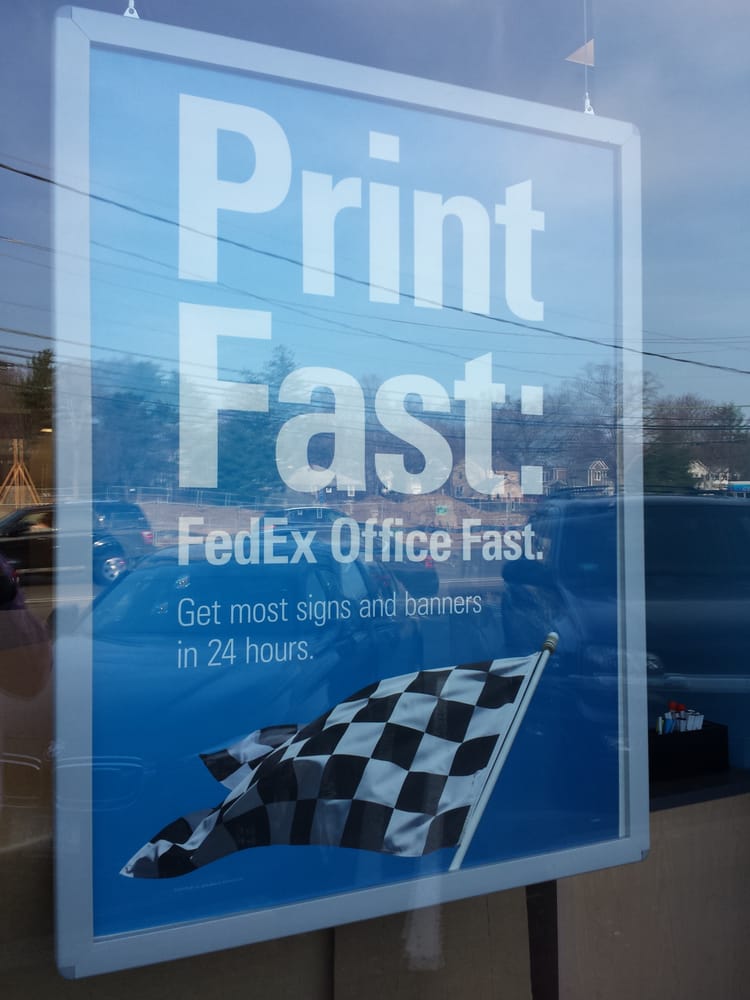 Print
Fast:
FedEx Office Fast.
Get most signs and banners
in 24 hours.